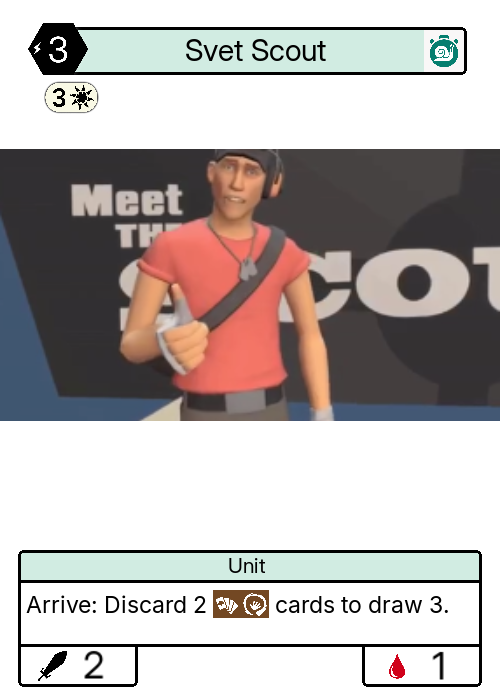 3
Svet Scout
3
Meet
THE
SCOUT
Unit
Arrive: Discard 2 cards to draw 3.
2
1